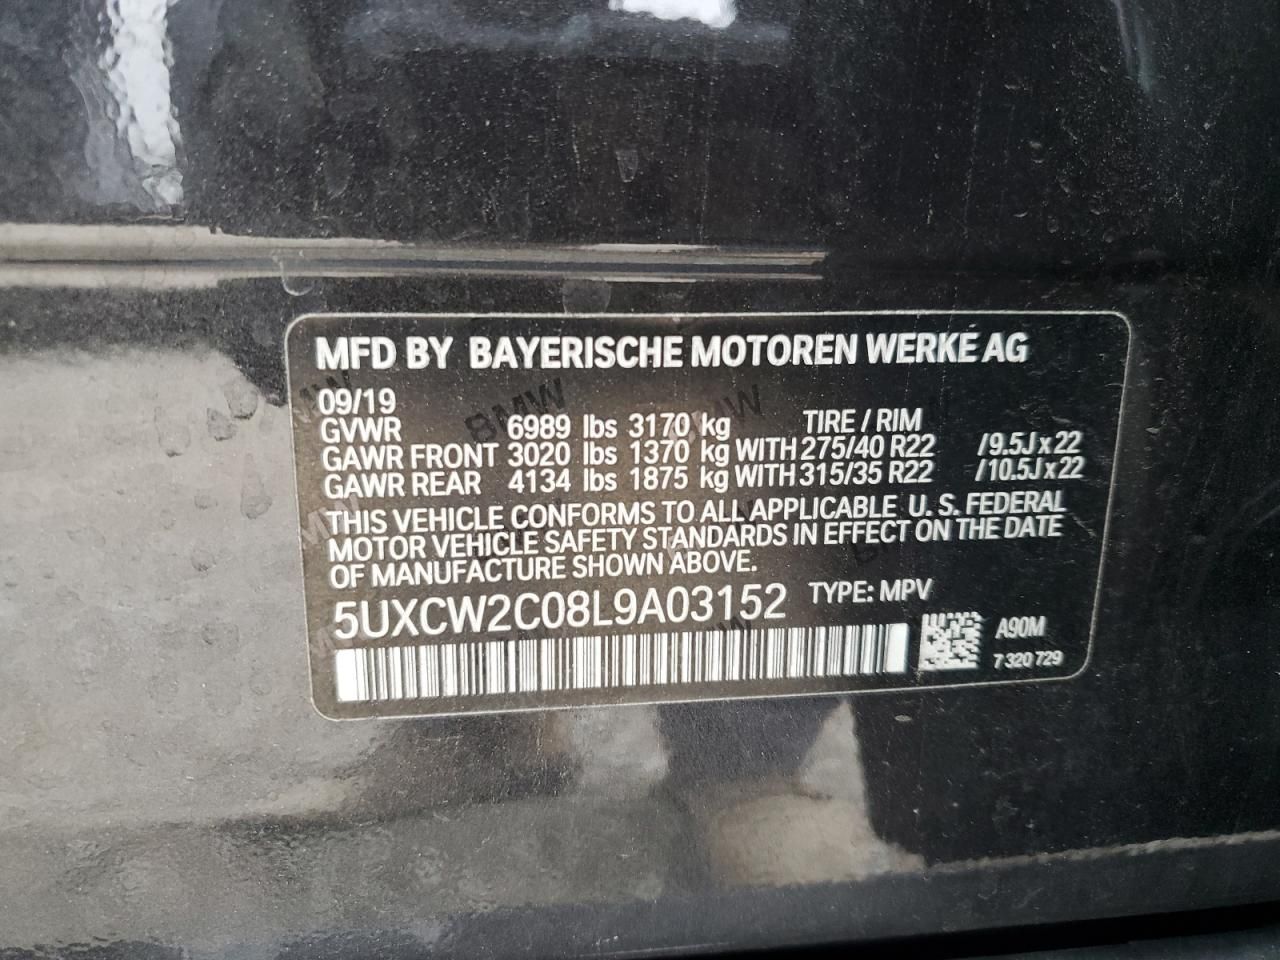 MFD BY BAYERISCHE MOTOREN WERKE AG
09/19
GVWR 6989 lbs 3170 kg TIRE / RIM
GAWR FRONT 3020 lbs 1370 kg WITH 275/40 R22 /9.5J x 22
GAWR REAR 4134 lbs 1875 kg WITH 315/35 R22 /10.5J x 22
THIS VEHICLE CONFORMS TO ALL APPLICABLE U. S. FEDERAL
MOTOR VEHICLE SAFETY STANDARDS IN EFFECT ON THE DATE
OF MANUFACTURE SHOWN ABOVE.
5UXCW2C08L9A03152 TYPE: MPV
A90M
7 320 729